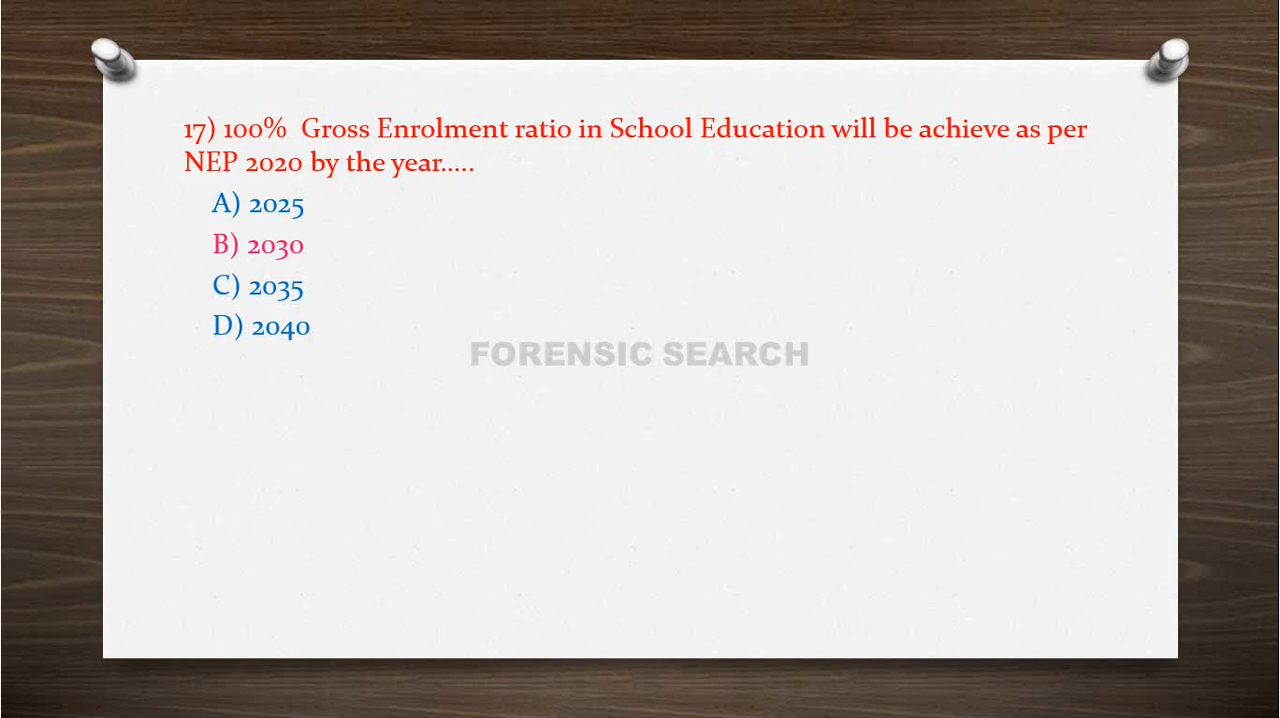 17) 100% Gross Enrolment ratio in School Education will be achieve as per
NEP 2020 by the year.....
A) 2025
B) 2030
C) 2035
D) 2040
FORENSIC SEARCH